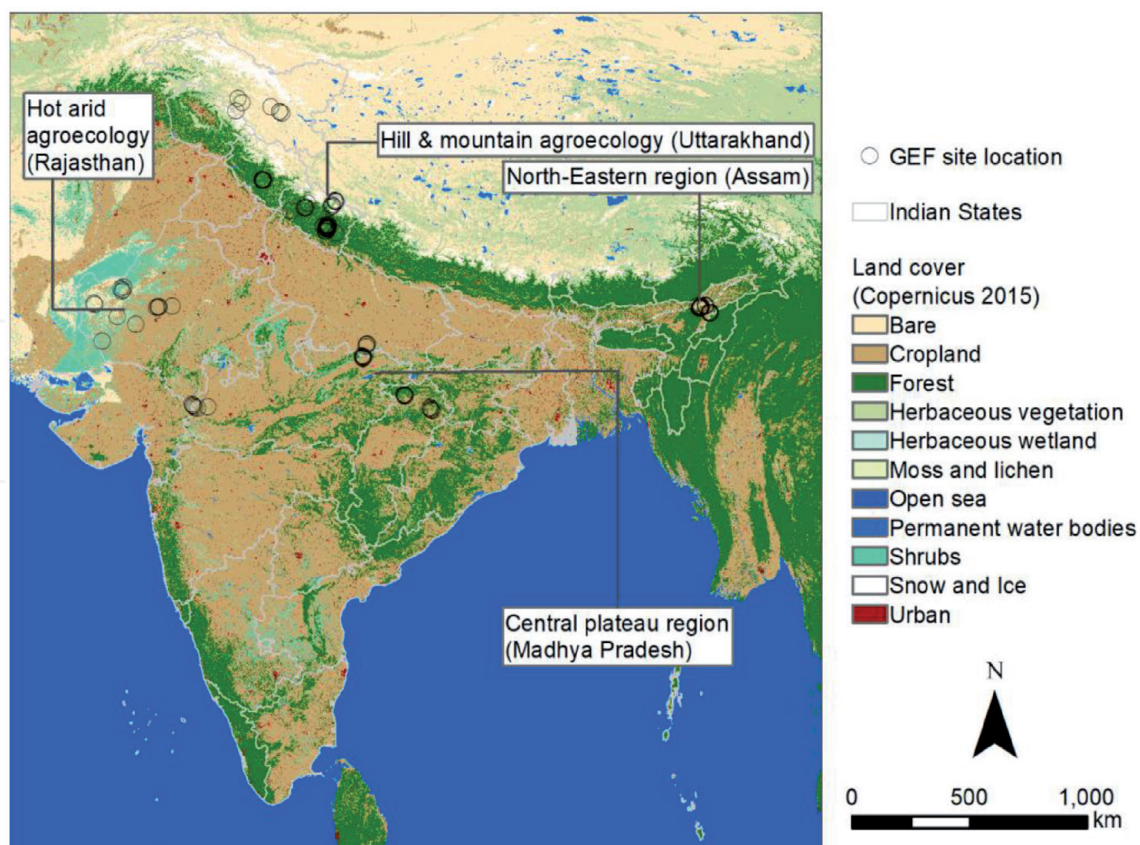 Hot arid
agroecology
(Rajasthan)
Hill & mountain agroecology (Uttarakhand)
North-Eastern region (Assam)
Central plateau region
(Madhya Pradesh)
GEF site location
Indian States
Land cover
(Copernicus 2015)
Bare
Cropland
Forest
Herbaceous vegetation
Herbaceous wetland
Moss and lichen
Open sea
Permanent water bodies
Shrubs
Snow and Ice
Urban
N
0 500 1,000
km